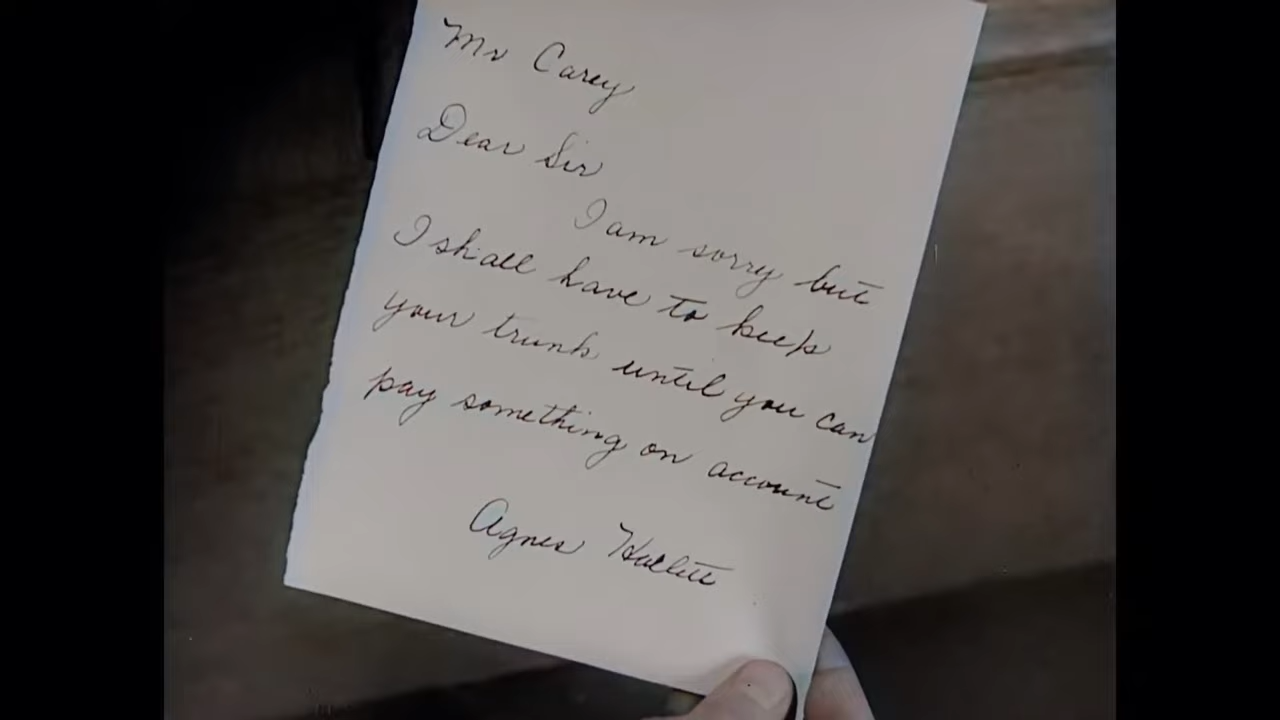 Mr Carey
Dear Sir
I am sorry but
I shall have to keep
your trunk until you can
pay something on account
Agnes